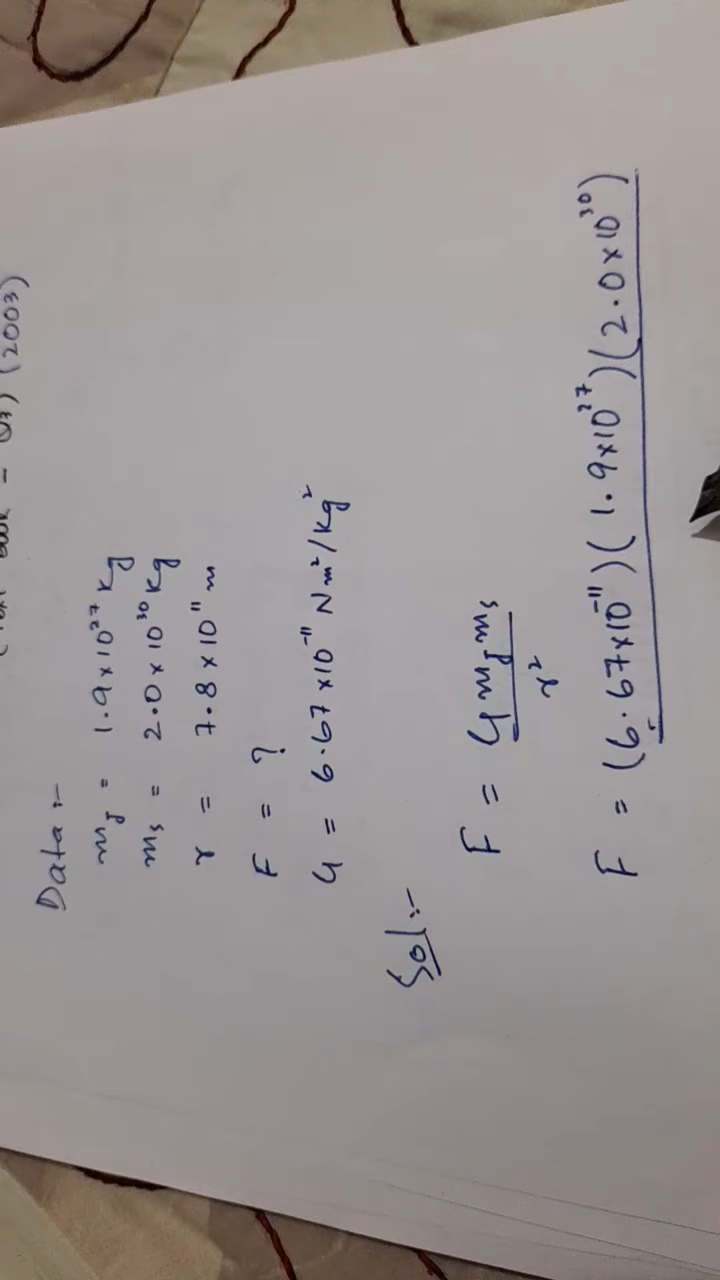 (2003)
Data :-
mJ = 1.9 × 10²⁷ kg
ms = 2.0 × 10³⁰ kg
r = 7.8 × 10¹¹ m
F = ?
G = 6.67 × 10⁻¹¹ Nm²/kg²
Sol :-
F = G mJ ms / r²
F = (6.67×10⁻¹¹)(1.9×10²⁷)(2.0×10³⁰)